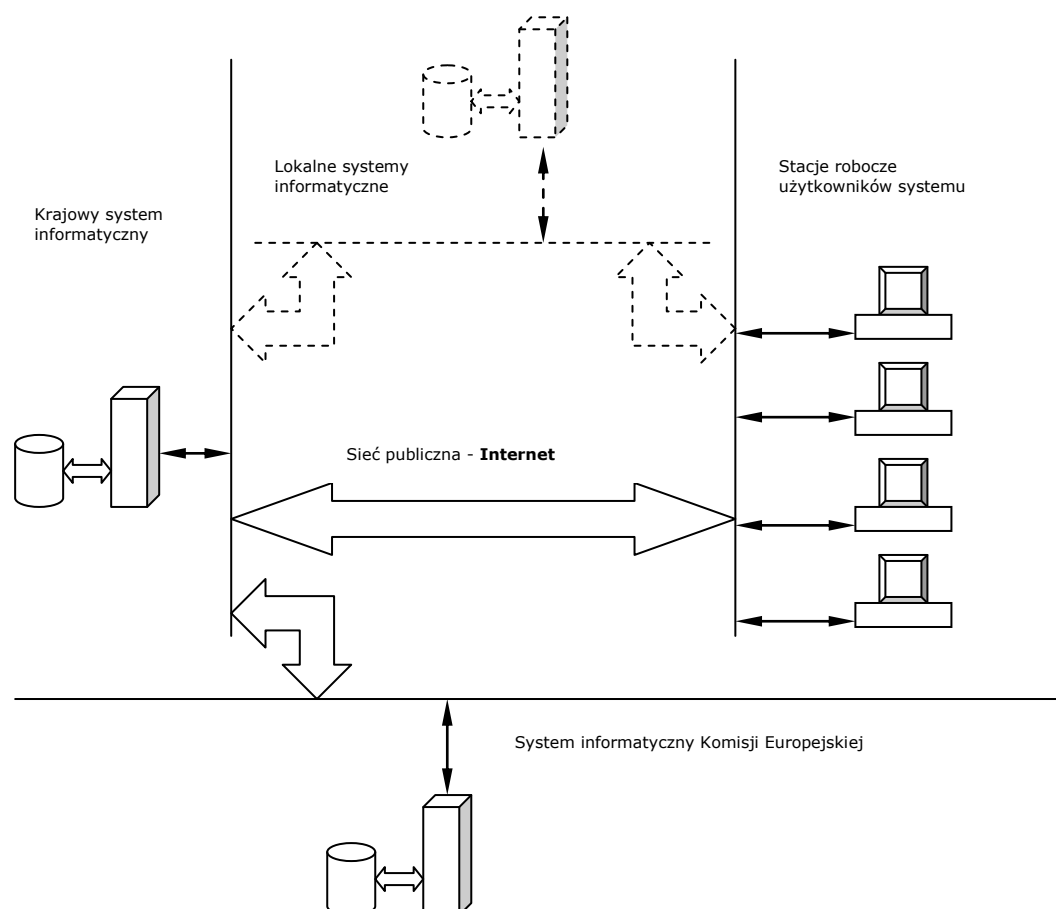 Lokalne systemy
informatyczne
Stacje robocze
użytkowników systemu
Krajowy system
informatyczny
Sieć publiczna - Internet
System informatyczny Komisji Europejskiej